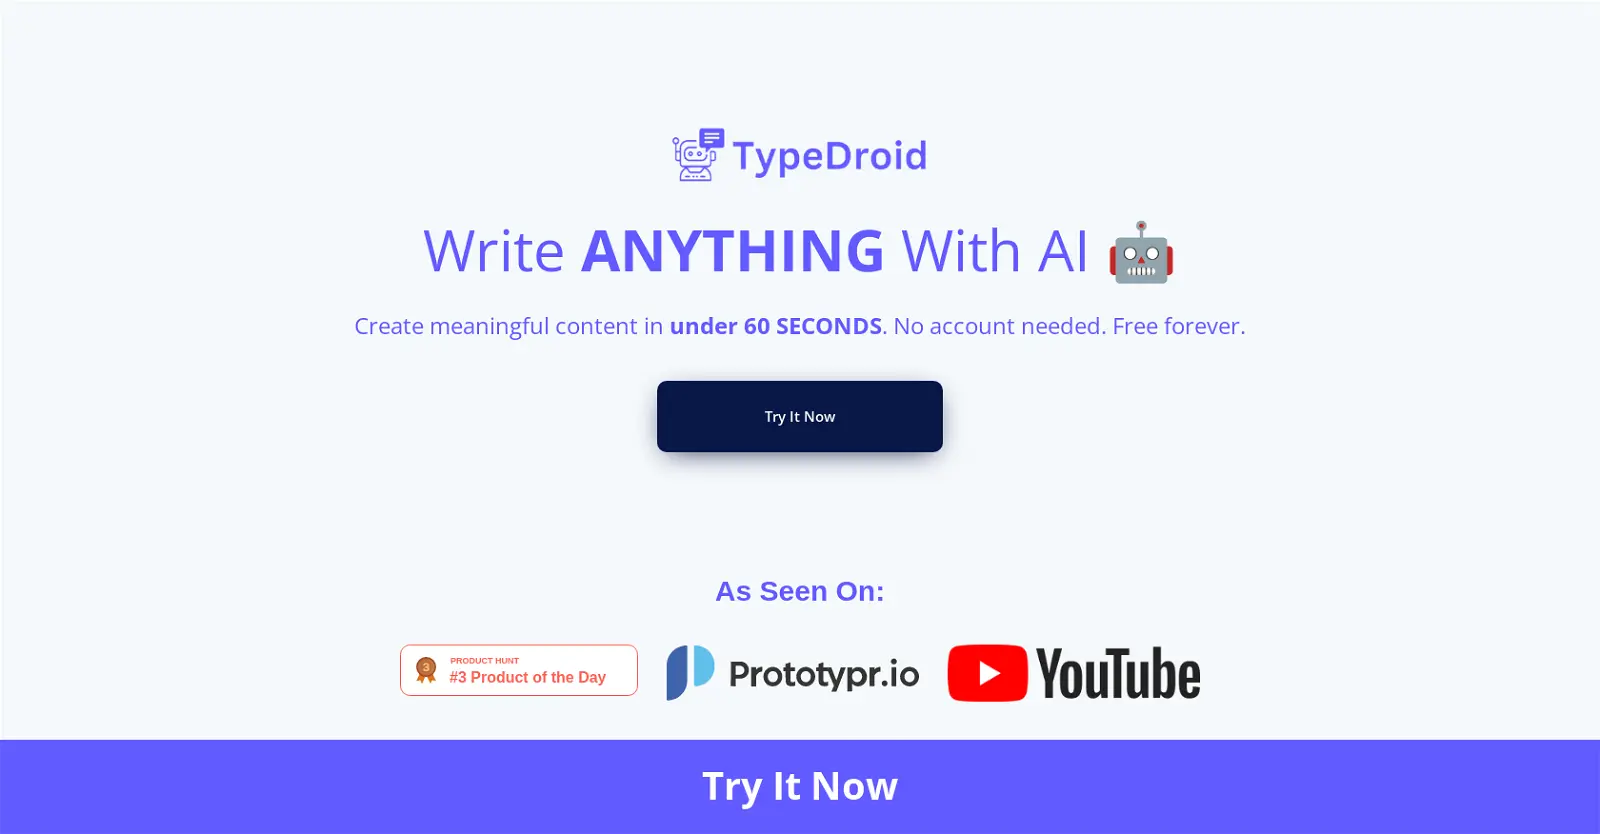 TypeDroid
Write ANYTHING With AI
Create meaningful content in under 60 SECONDS. No account needed. Free forever.
Try It Now
As Seen On:
3
PRODUCT HUNT
#3 Product of the Day
Prototypr.io
YouTube
Try It Now